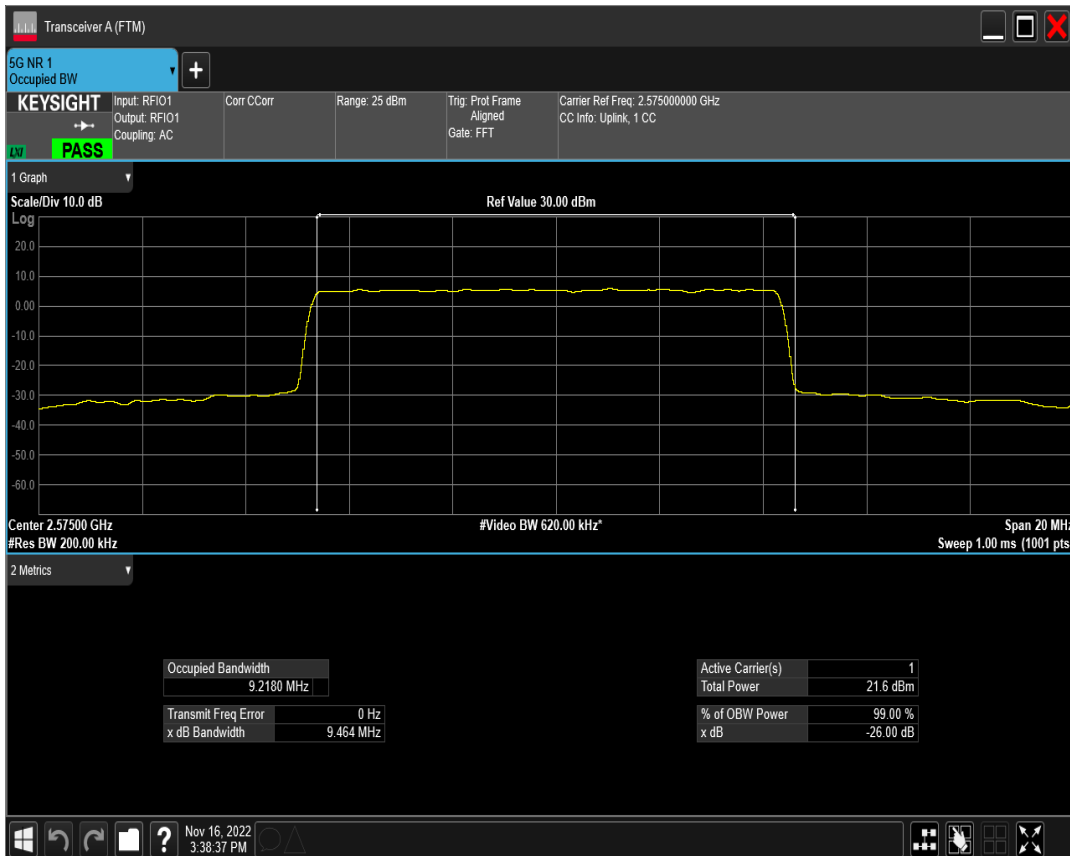 Transceiver A (FTM)
5G NR 1
Occupied BW
+
KEYSIGHT
LXI
PASS
Input: RFIO1
Output: RFIO1
Coupling: AC
Corr CCorr
Range: 25 dBm
Trig: Prot Frame
Aligned
Gate: FFT
Carrier Ref Freq: 2.575000000 GHz
CC Info: Uplink, 1 CC
1 Graph
Scale/Div 10.0 dB
Ref Value 30.00 dBm
Log
20.0
10.0
0.00
-10.0
-20.0
-30.0
-40.0
-50.0
-60.0
Center 2.57500 GHz
#Video BW 620.00 kHz*
Span 20 MHz
#Res BW 200.00 kHz
Sweep 1.00 ms (1001 pts
2 Metrics
Occupied Bandwidth
9.2180 MHz
Transmit Freq Error 0 Hz
x dB Bandwidth 9.464 MHz
Active Carrier(s) 1
Total Power 21.6 dBm
% of OBW Power 99.00 %
x dB -26.00 dB
?
Nov 16, 2022
3:38:37 PM